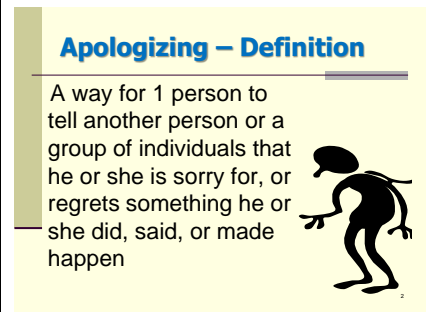 Apologizing – Definition
A way for 1 person to
tell another person or a
group of individuals that
he or she is sorry for, or
regrets something he or
she did, said, or made
happen
2